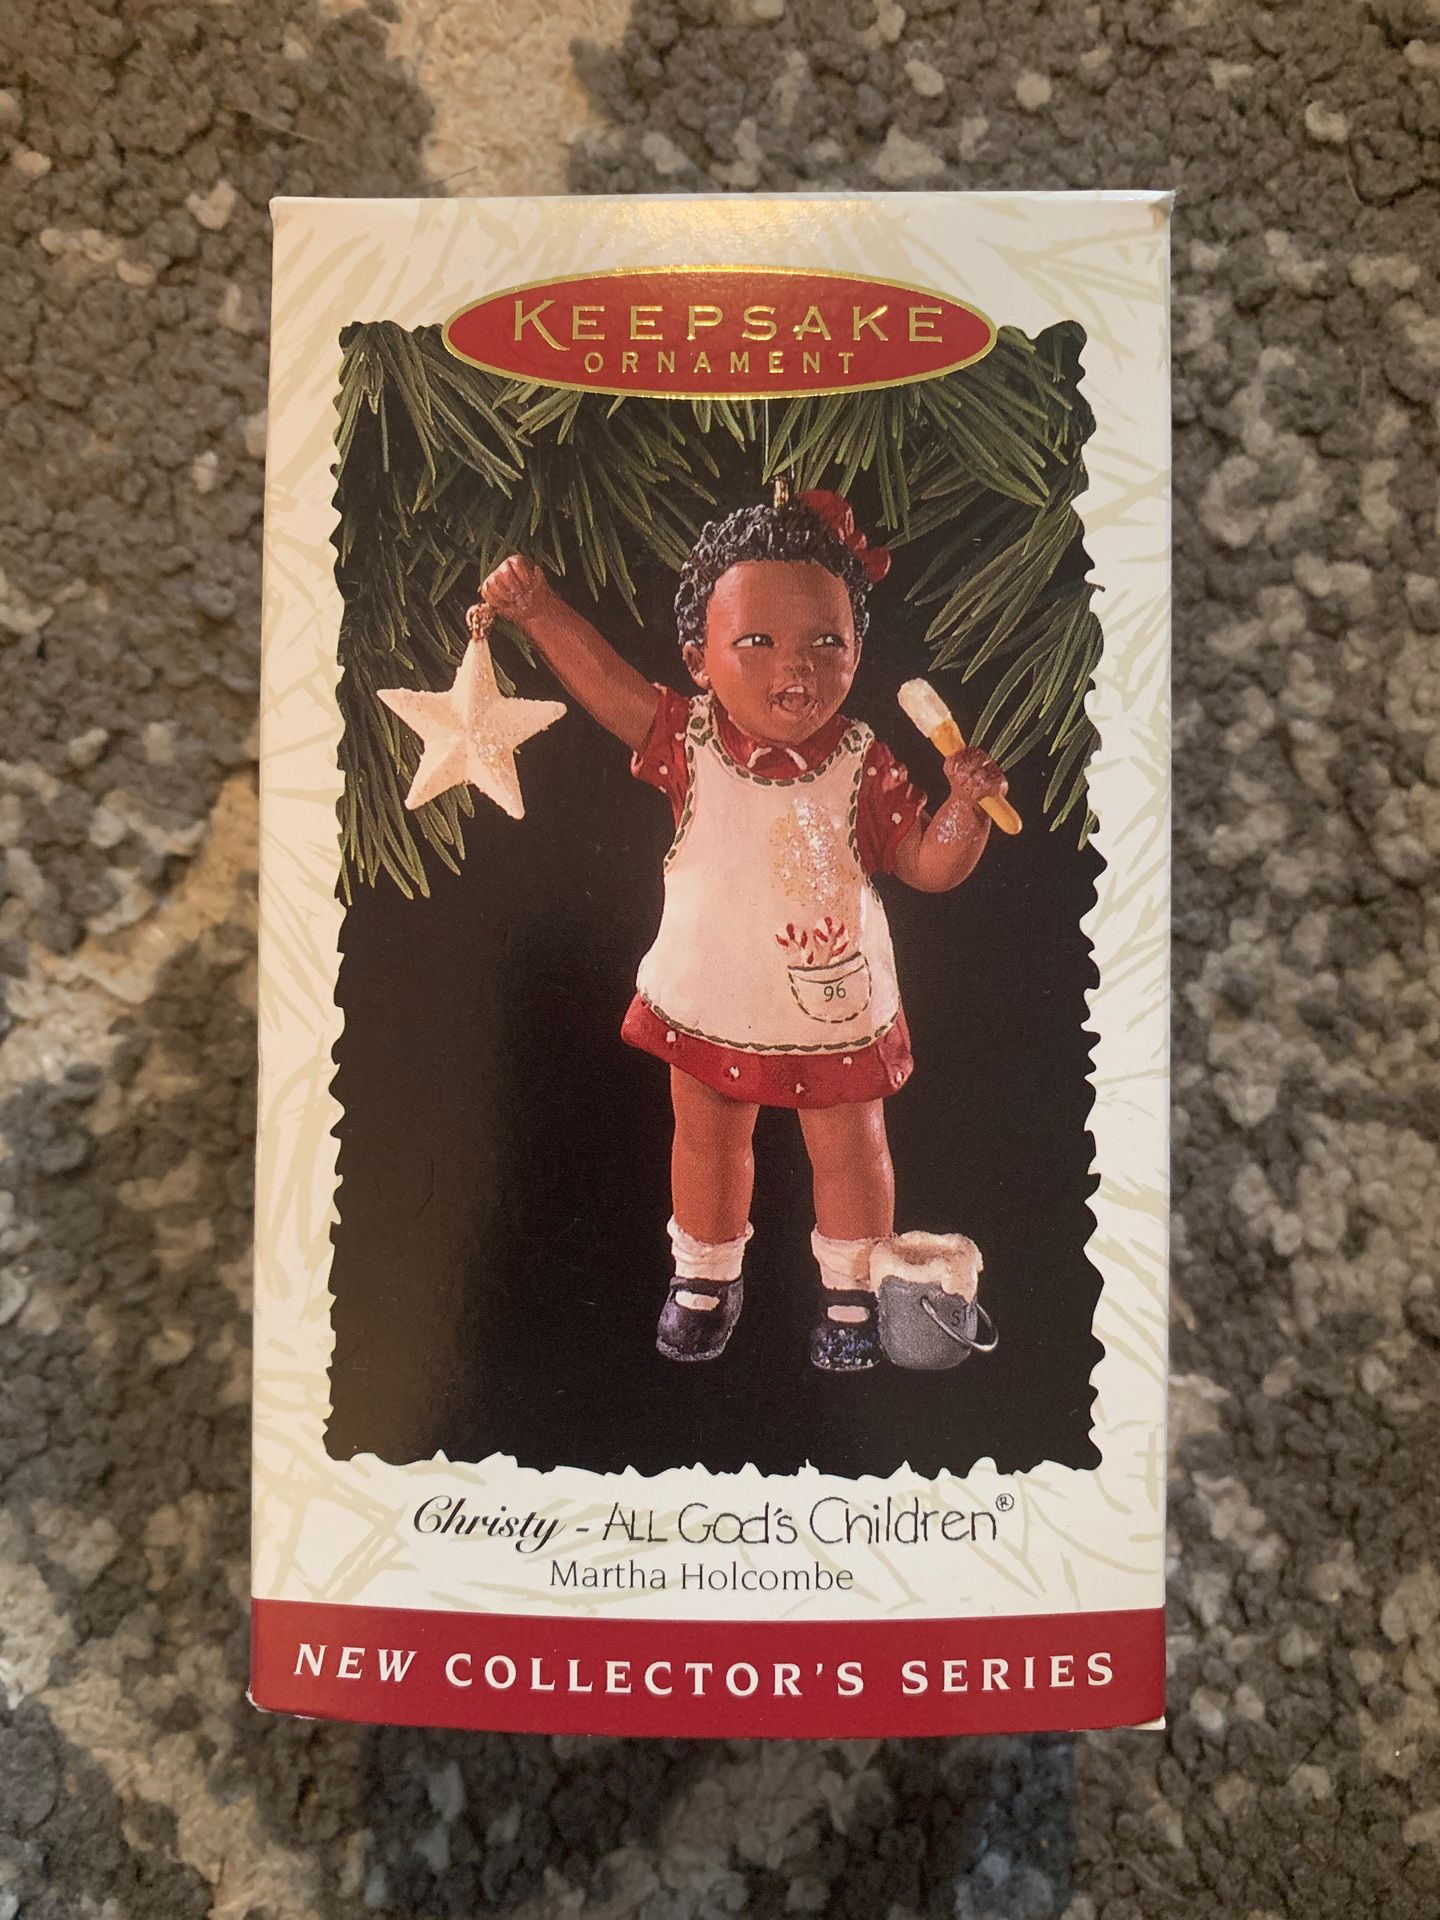 KEEPSAKE
ORNAMENT
96
Christy - ALL God's Children®
Martha Holcombe
NEW COLLECTOR'S SERIES